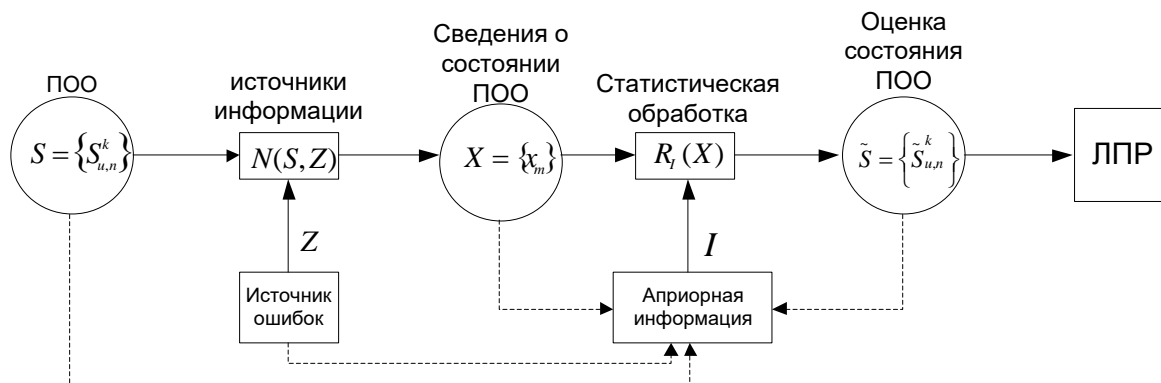 ПОО
S = {S^k_{u,n}}
источники
информации
N(S,Z)
Сведения о
состоянии
ПОО
X = {x_m}
Статистическая
обработка
R_I(X)
Оценка
состояния
ПОО
S̃ = {S̃^k_{u,n}}
ЛПР
Z
I
Источник
ошибок
Априорная
информация